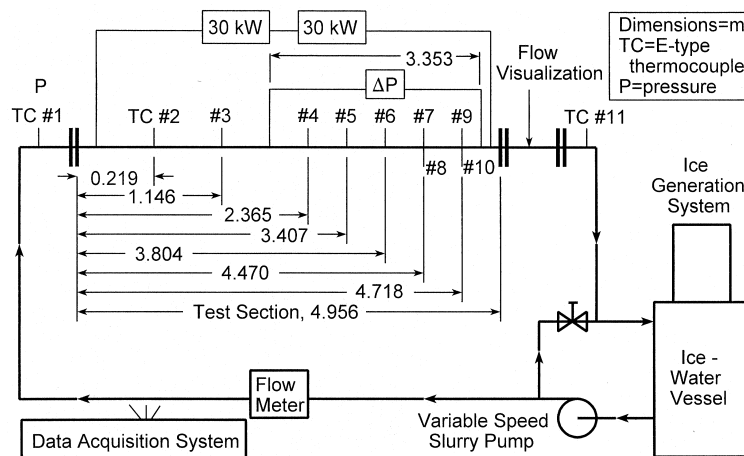 30 kW
30 kW
Dimensions=m
TC=E-type
thermocouple
P=pressure
3.353
Flow
Visualization
P
ΔP
TC #1
TC #2
#3
#4
#5
#6
#7
#9
TC #11
#8
#10
0.219
1.146
2.365
3.407
3.804
4.470
4.718
Test Section, 4.956
Ice
Generation
System
Flow
Meter
Variable Speed
Slurry Pump
Ice -
Water
Vessel
Data Acquisition System